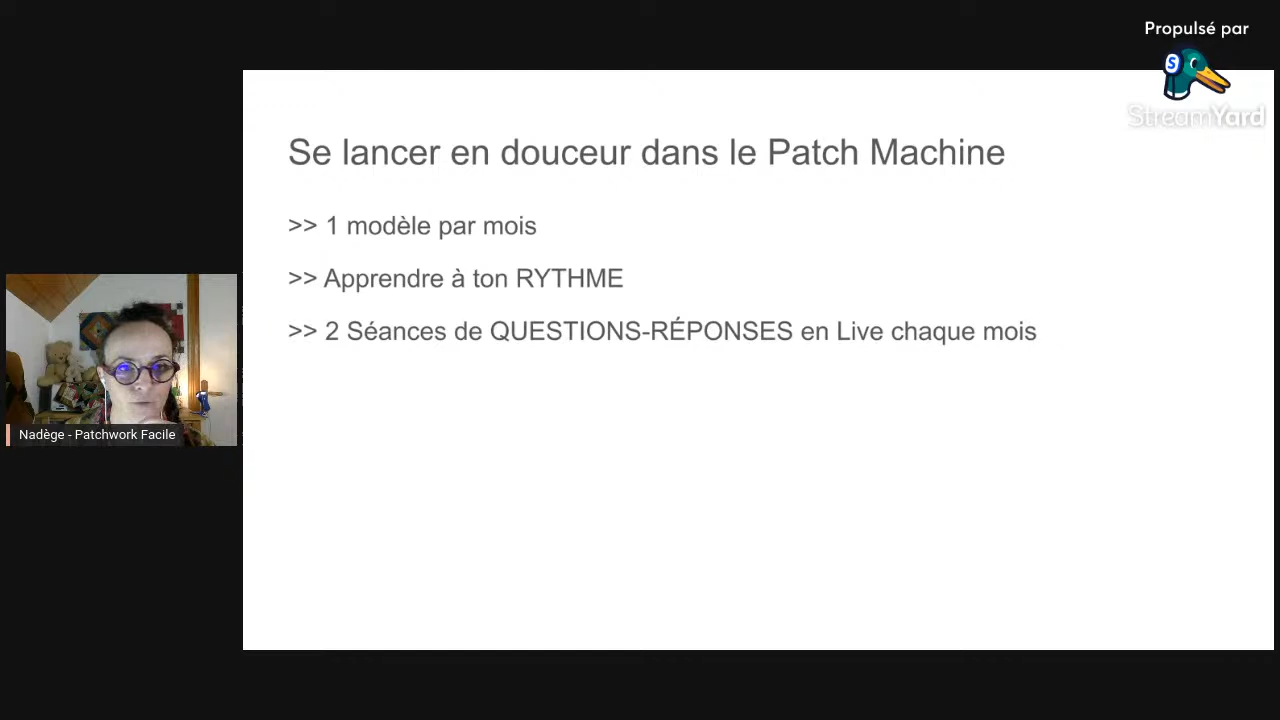 Propulsé par
StreamYard
Se lancer en douceur dans le Patch Machine
>> 1 modèle par mois
>> Apprendre à ton RYTHME
>> 2 Séances de QUESTIONS-RÉPONSES en Live chaque mois
Nadège - Patchwork Facile